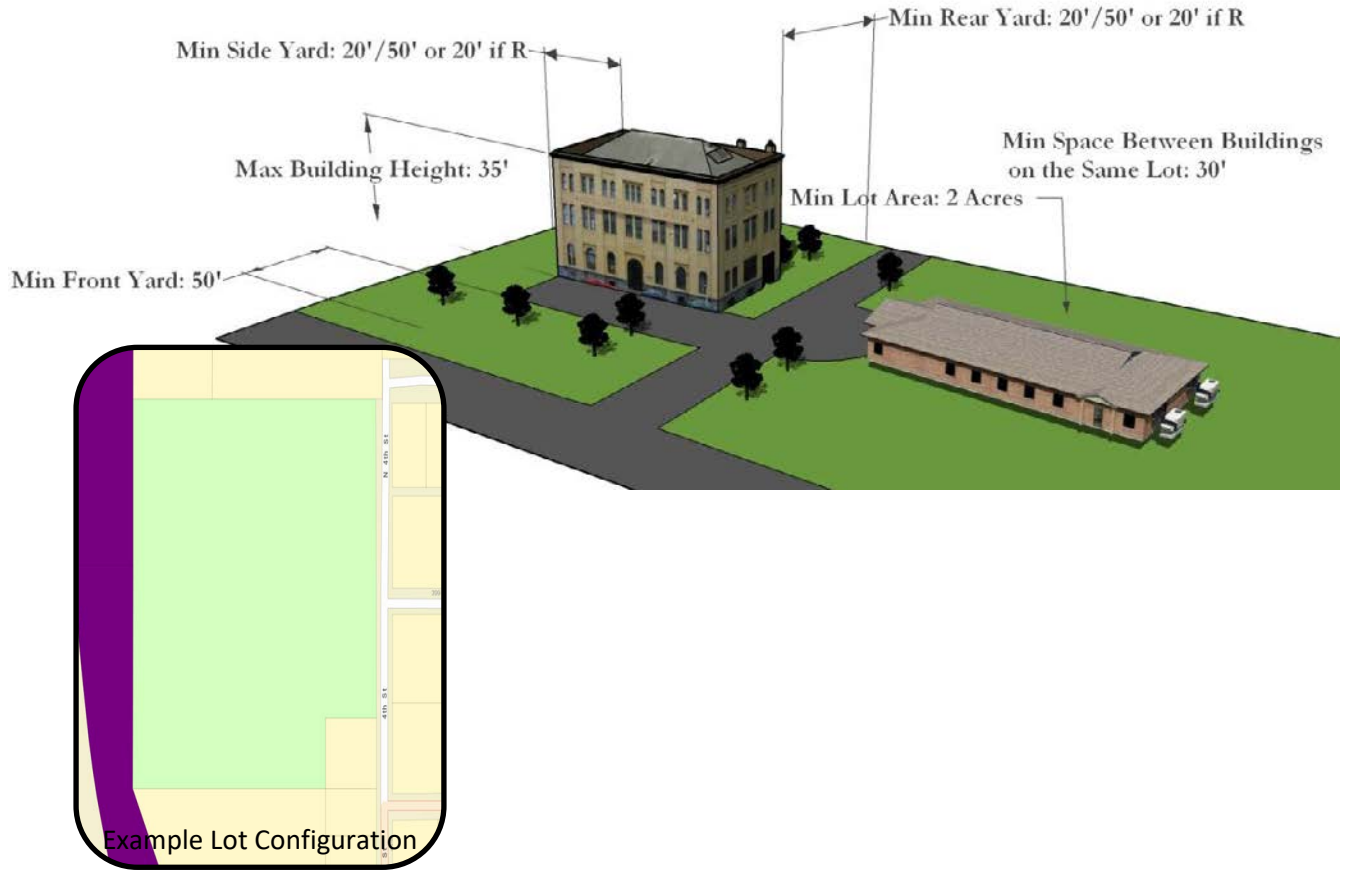 Min Rear Yard: 20'/50' or 20' if R
Min Side Yard: 20'/50' or 20' if R
Min Space Between Buildings
on the Same Lot: 30'
Max Building Height: 35'
Min Lot Area: 2 Acres
Min Front Yard: 50'
N 4th St
4th St
S
Example Lot Configuration